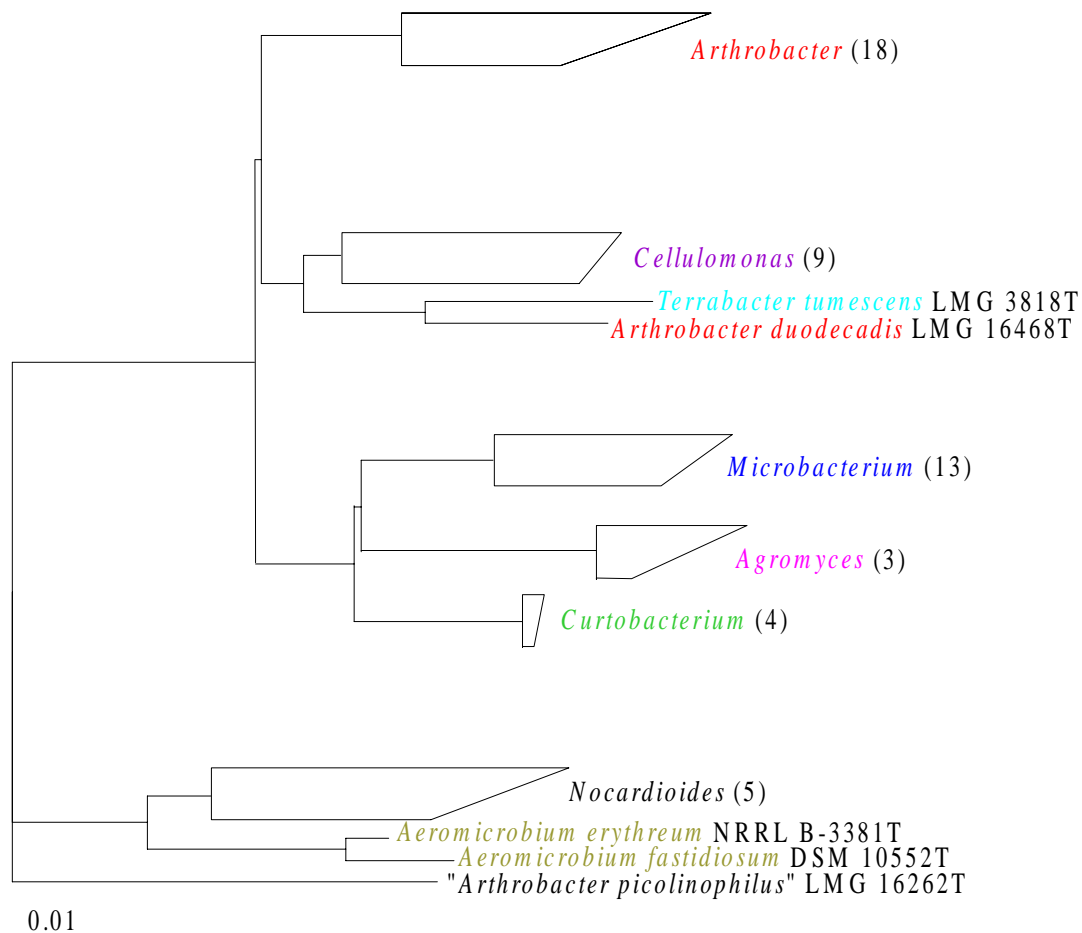 Arthrobacter (18)
Cellulomonas (9)
Terrabacter tumescens LMG 3818T
Arthrobacter duodecadis LMG 16468T
Microbacterium (13)
Agromyces (3)
Curtobacterium (4)
Nocardioides (5)
Aeromicrobium erythreum NRRL B-3381T
Aeromicrobium fastidiosum DSM 10552T
"Arthrobacter picolinophilus" LMG 16262T
0.01